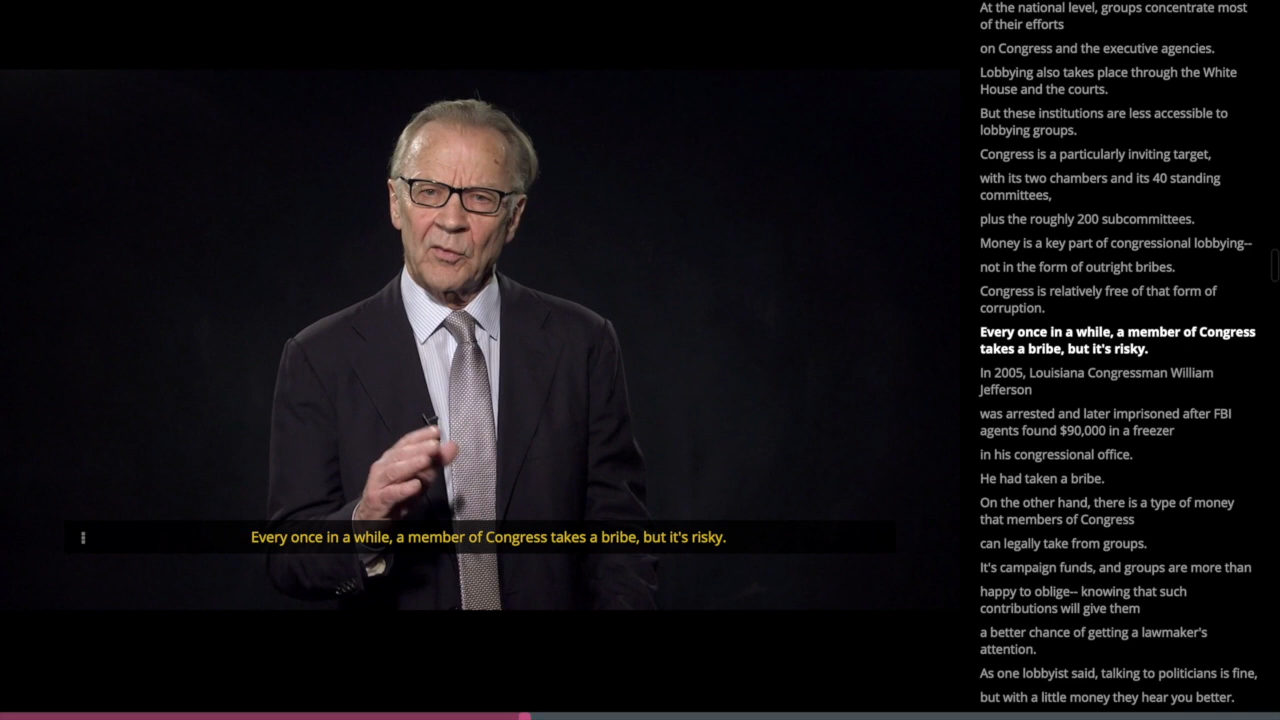 At the national level, groups concentrate most
of their efforts
on Congress and the executive agencies.
Lobbying also takes place through the White
House and the courts.
But these institutions are less accessible to
lobbying groups.
Congress is a particularly inviting target,
with its two chambers and its 40 standing
committees,
plus the roughly 200 subcommittees.
Money is a key part of congressional lobbying--
not in the form of outright bribes.
Congress is relatively free of that form of
corruption.
Every once in a while, a member of Congress
takes a bribe, but it's risky.
In 2005, Louisiana Congressman William
Jefferson
was arrested and later imprisoned after FBI
agents found $90,000 in a freezer
in his congressional office.
He had taken a bribe.
On the other hand, there is a type of money
that members of Congress
can legally take from groups.
It's campaign funds, and groups are more than
happy to oblige-- knowing that such
contributions will give them
a better chance of getting a lawmaker's
attention.
As one lobbyist said, talking to politicians is fine,
but with a little money they hear you better.
Every once in a while, a member of Congress takes a bribe, but it's risky.